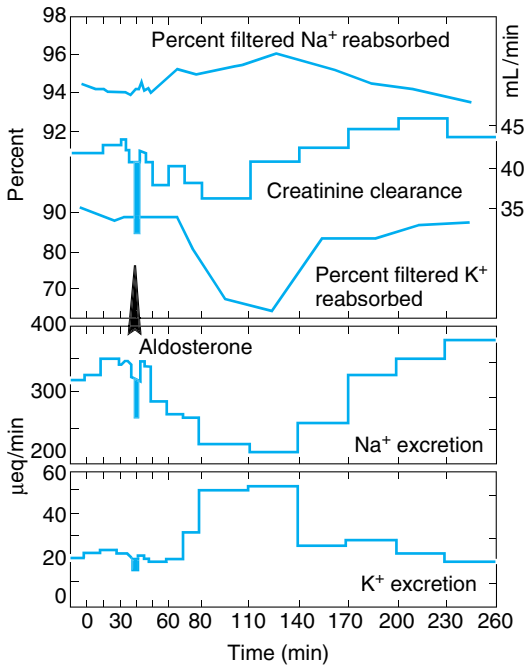 98
96
94
92
90
80
70
Percent
Percent filtered Na⁺ reabsorbed
mL/min
45
40
35
Creatinine clearance
Percent filtered K⁺
reabsorbed
400
300
200
Aldosterone
Na⁺ excretion
μeq/min
60
40
20
0
K⁺ excretion
0 30 50 80 110 140 170 200 230 260
Time (min)